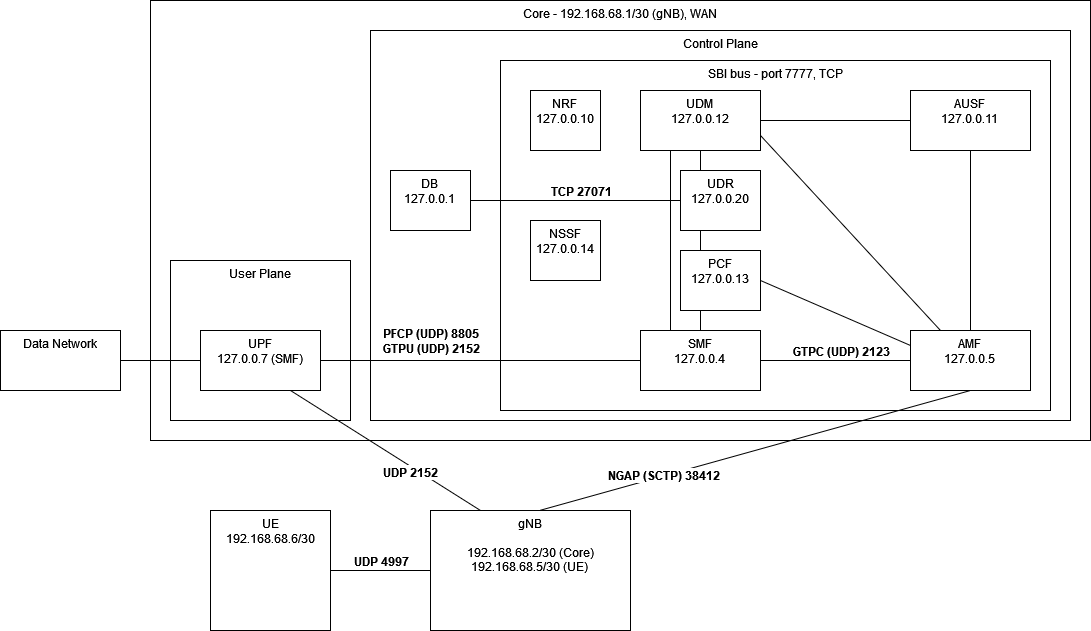 Core - 192.168.68.1/30 (gNB), WAN
Control Plane
SBI bus - port 7777, TCP
NRF
127.0.0.10
UDM
127.0.0.12
AUSF
127.0.0.11
DB
127.0.0.1
TCP 27071
UDR
127.0.0.20
NSSF
127.0.0.14
PCF
127.0.0.13
User Plane
Data Network
UPF
127.0.0.7 (SMF)
PFCP (UDP) 8805
GTPU (UDP) 2152
SMF
127.0.0.4
GTPC (UDP) 2123
AMF
127.0.0.5
UDP 2152
NGAP (SCTP) 38412
UE
192.168.68.6/30
UDP 4997
gNB
192.168.68.2/30 (Core)
192.168.68.5/30 (UE)